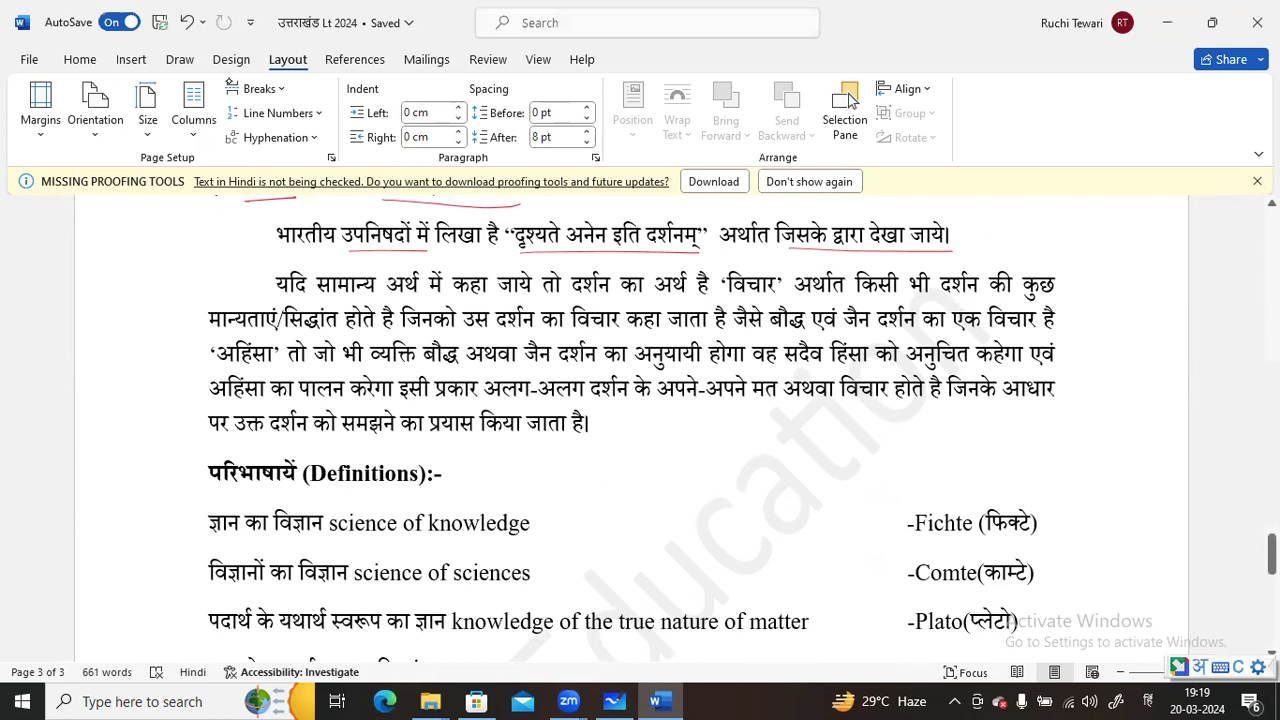 AutoSave On उत्तराखंड Lt 2024 • Saved Search Ruchi Tewari RT
File Home Insert Draw Design Layout References Mailings Review View Help Share
Breaks Indent Spacing Align
Left: 0 cm Before: 0 pt Group
Margins Orientation Size Columns Line Numbers Position Wrap Text Bring Forward Send Backward Selection Pane
Hyphenation Right: 0 cm After: 8 pt Rotate
Page Setup Paragraph Arrange
MISSING PROOFING TOOLS Text in Hindi is not being checked. Do you want to download proofing tools and future updates? Download Don't show again
भारतीय उपनिषदों में लिखा है “दृश्यते अनेन इति दर्शनम्” अर्थात जिसके द्वारा देखा जाये।
यदि सामान्य अर्थ में कहा जाये तो दर्शन का अर्थ है ‘विचार’ अर्थात किसी भी दर्शन की कुछ
मान्यताएं/सिद्धांत होते है जिनको उस दर्शन का विचार कहा जाता है जैसे बौद्ध एवं जैन दर्शन का एक विचार है
‘अहिंसा’ तो जो भी व्यक्ति बौद्ध अथवा जैन दर्शन का अनुयायी होगा वह सदैव हिंसा को अनुचित कहेगा एवं
अहिंसा का पालन करेगा इसी प्रकार अलग-अलग दर्शन के अपने-अपने मत अथवा विचार होते है जिनके आधार
पर उक्त दर्शन को समझने का प्रयास किया जाता है।
परिभाषायें (Definitions):-
ज्ञान का विज्ञान science of knowledge -Fichte (फिक्टे)
विज्ञानों का विज्ञान science of sciences -Comte(काम्टे)
पदार्थ के यथार्थ स्वरूप का ज्ञान knowledge of the true nature of matter -Plato(प्लेटो)
Education
Activate Windows
Go to Settings to activate Windows.
Page 3 of 3 661 words Hindi Accessibility: Investigate Focus अ C
Type here to search 29°C Haze हि 19:19
20-03-2024 6